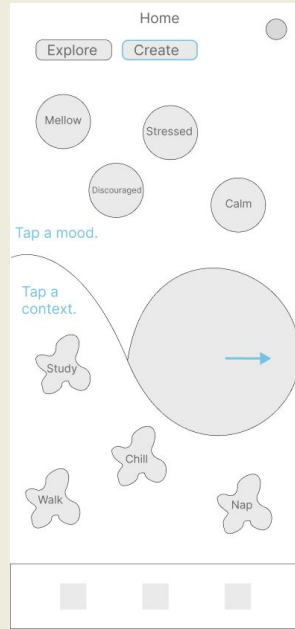 Home
Explore
Create
Mellow
Stressed
Discouraged
Calm
Tap a mood.
Tap a
context.
Study
Chill
Walk
Nap